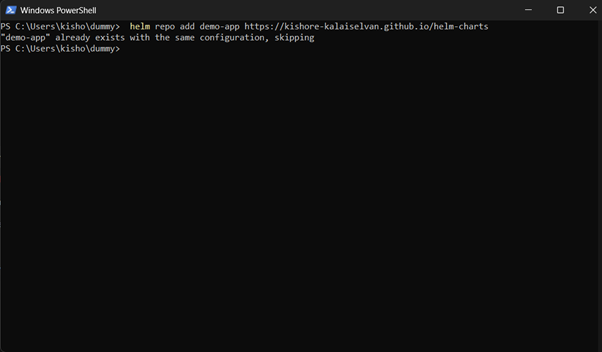 Windows PowerShell
PS C:\Users\kisho\dummy>  helm repo add demo-app https://kishore-kalaiselvan.github.io/helm-charts
"demo-app" already exists with the same configuration, skipping
PS C:\Users\kisho\dummy>